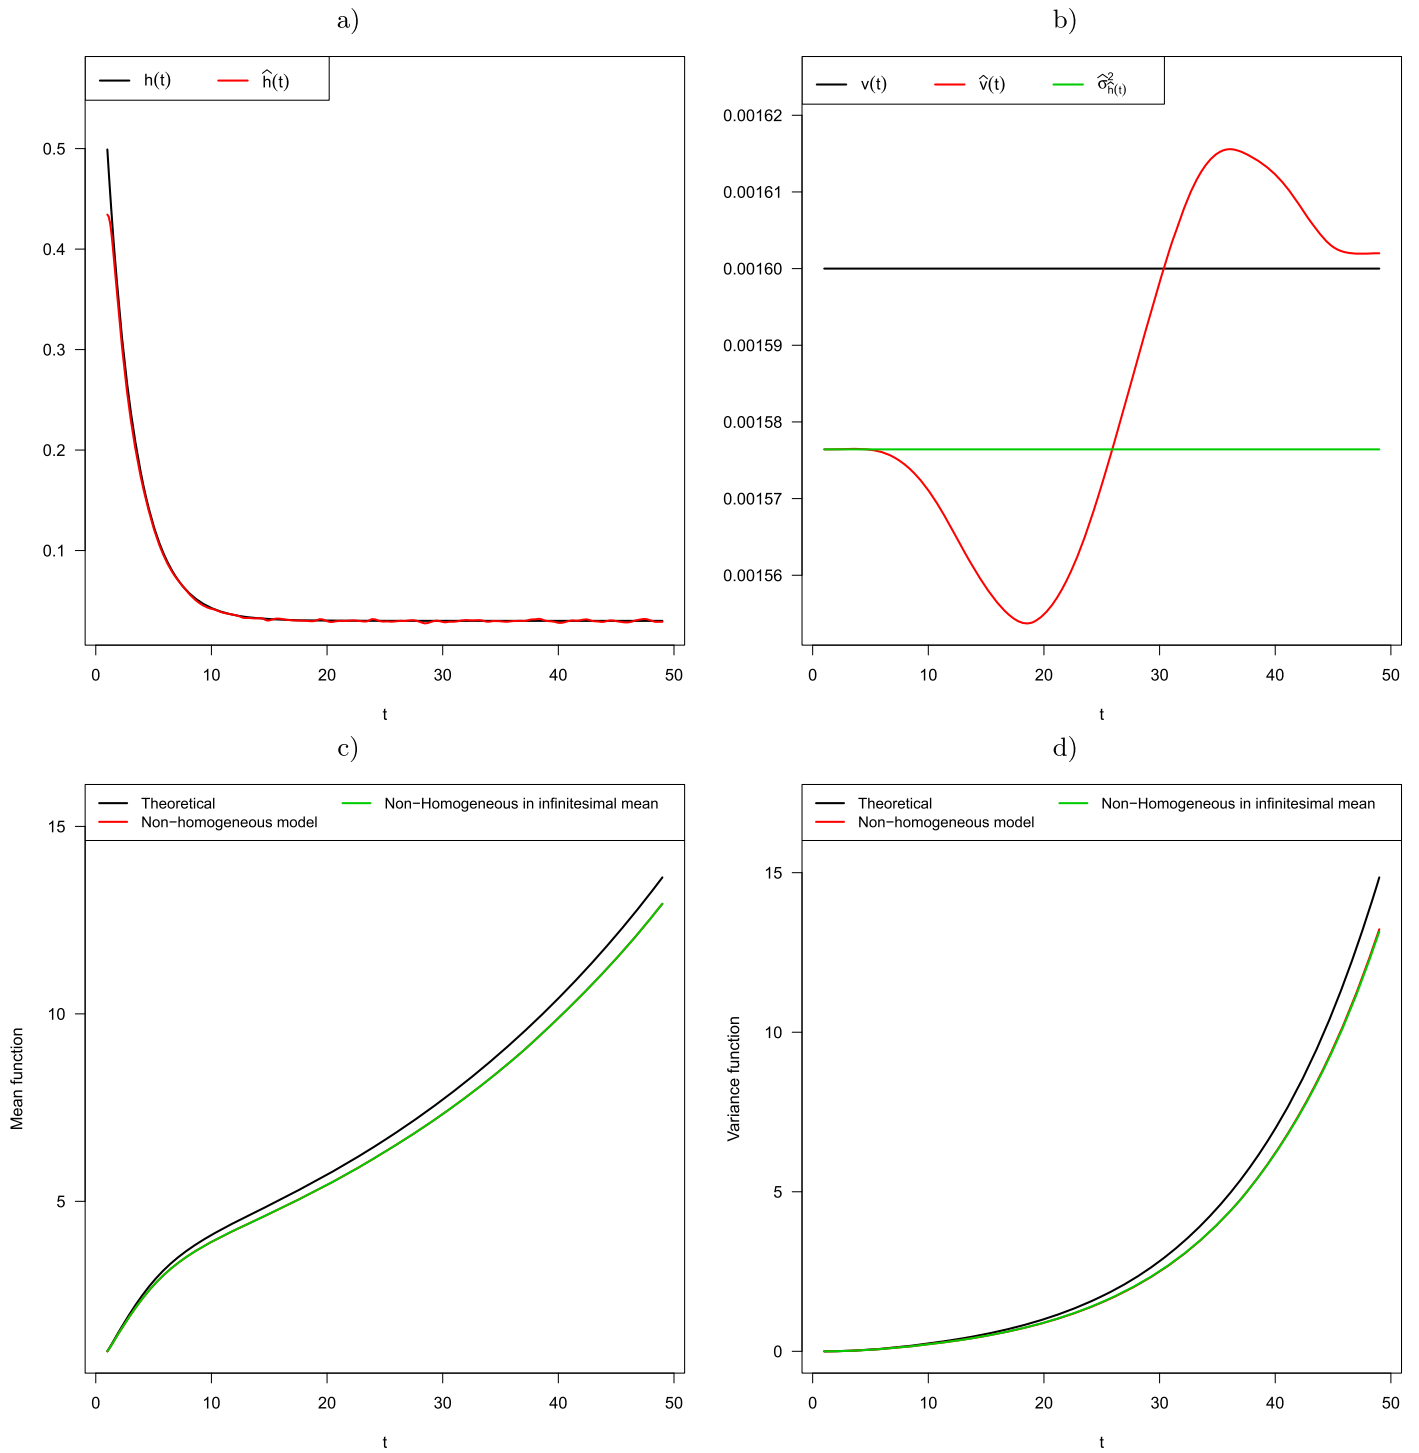 a)
h(t) ĥ(t)
0.5
0.4
0.3
0.2
0.1
0 10 20 30 40 50
t
b)
v(t) v̂(t) σ̂²ĥ(t)
0.00162
0.00161
0.00160
0.00159
0.00158
0.00157
0.00156
0 10 20 30 40 50
t
c)
Theoretical Non−Homogeneous in infinitesimal mean
Non−homogeneous model
15
10
5
Mean function
0 10 20 30 40 50
t
d)
Theoretical Non−Homogeneous in infinitesimal mean
Non−homogeneous model
15
10
5
0
Variance function
0 10 20 30 40 50
t